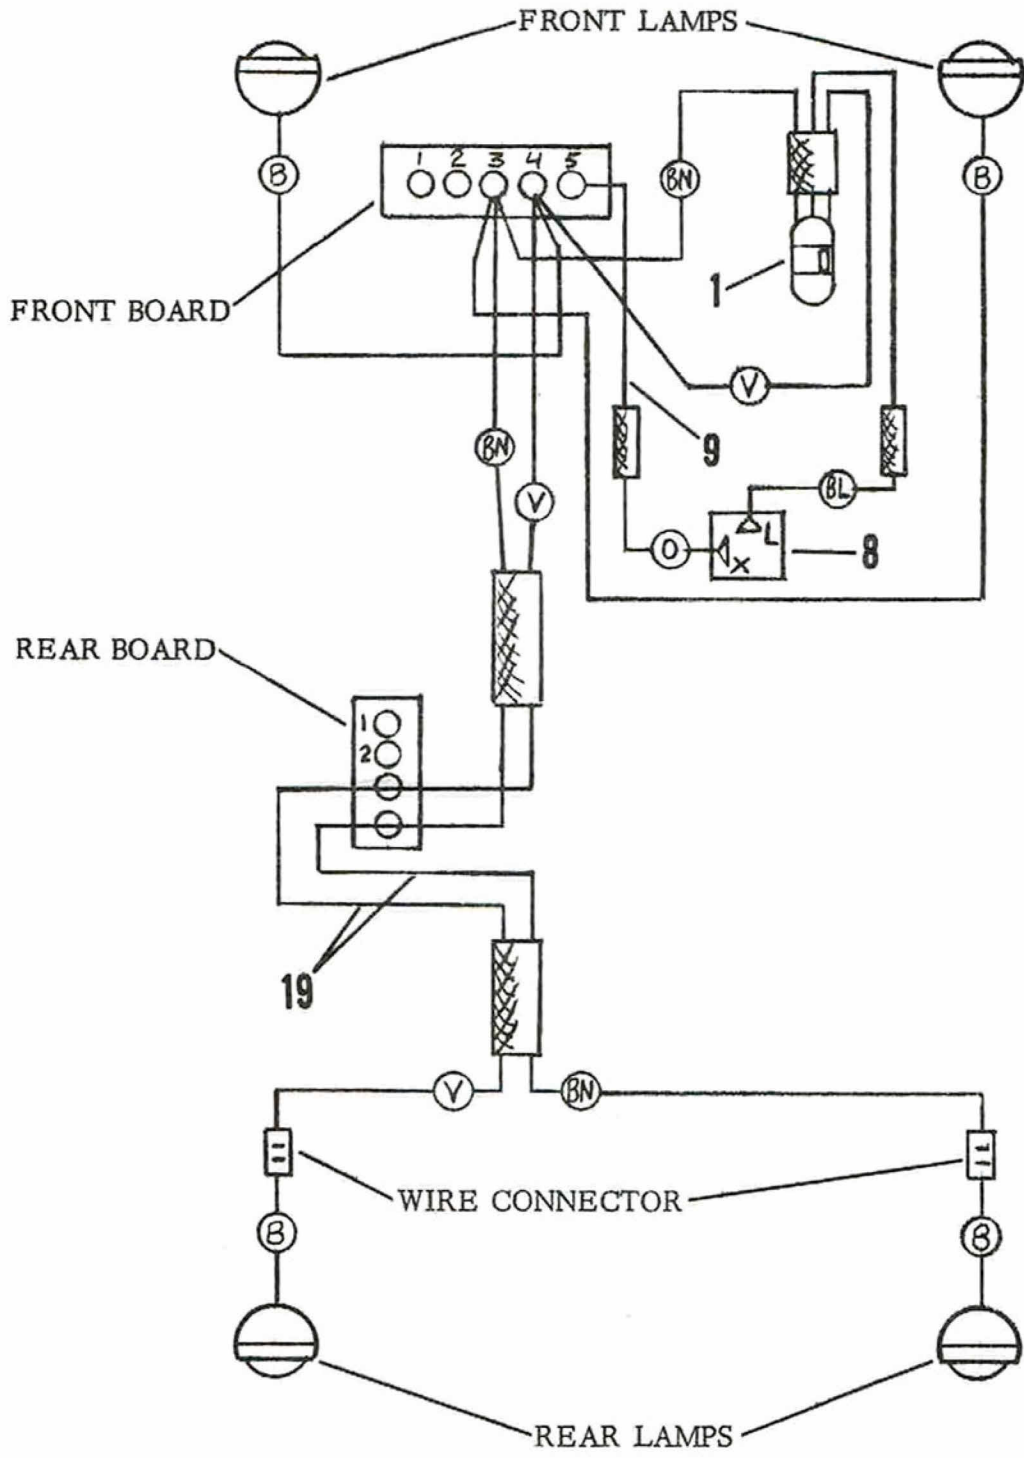 FRONT LAMPS
B
1 2 3 4 5
BN
B
1
FRONT BOARD
V
9
BN
BL
V
L
O
X
8
REAR BOARD
1
2
19
V
BN
WIRE CONNECTOR
B
B
REAR LAMPS